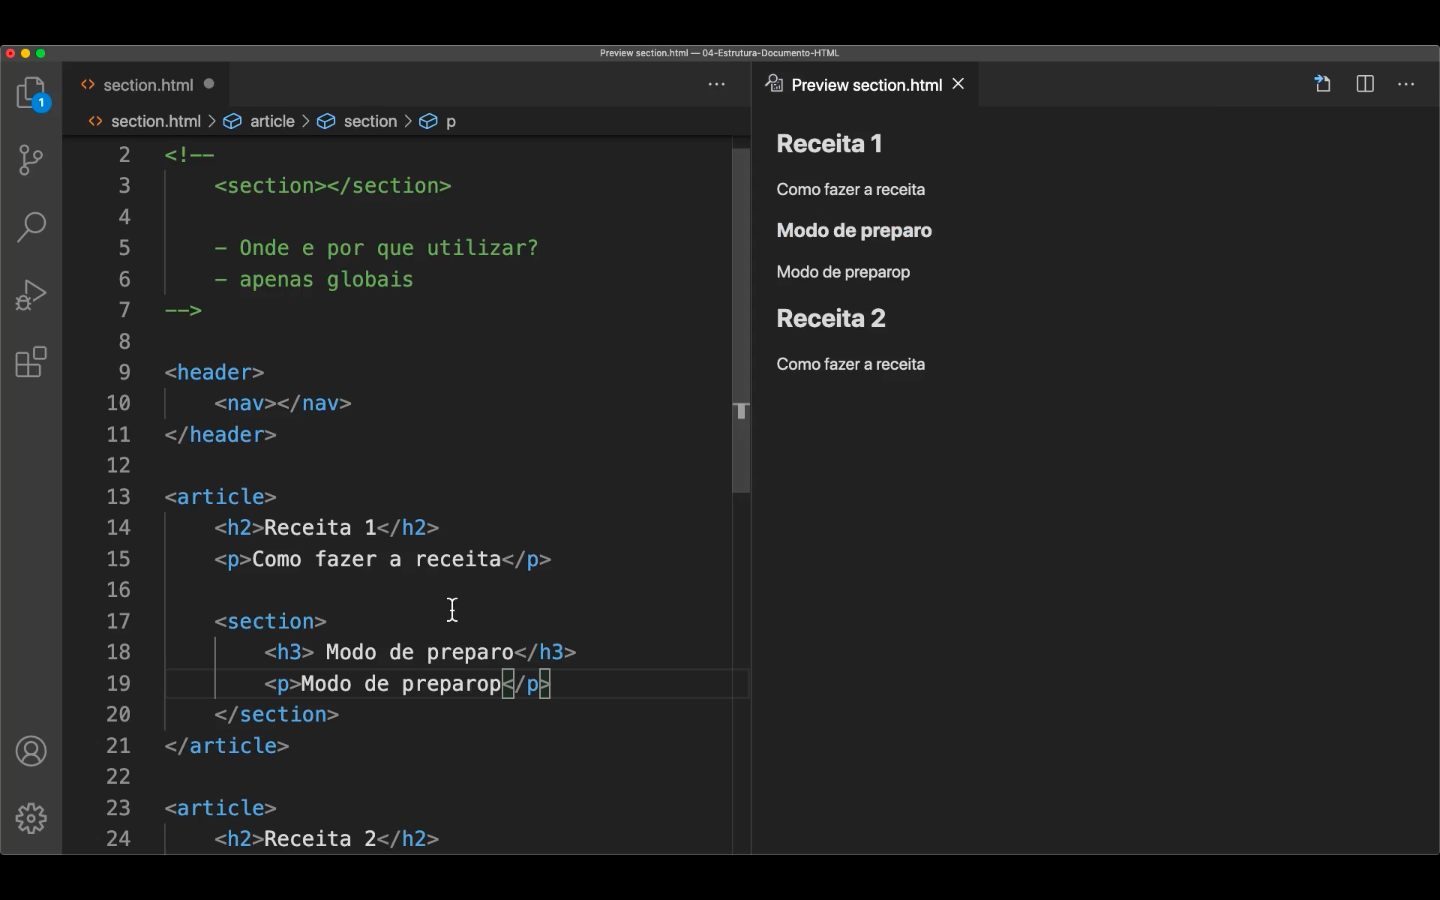 Preview section.html — 04-Estrutura-Documento-HTML
section.html
Preview section.html
section.html > article > section > p
1
2 <!--
3 <section></section>
4
5 - Onde e por que utilizar?
6 - apenas globais
7 -->
8
9 <header>
10 <nav></nav>
11 </header>
12
13 <article>
14 <h2>Receita 1</h2>
15 <p>Como fazer a receita</p>
16
17 <section>
18 <h3> Modo de preparo</h3>
19 <p>Modo de preparop</p>
20 </section>
21 </article>
22
23 <article>
24 <h2>Receita 2</h2>
Receita 1
Como fazer a receita
Modo de preparo
Modo de preparop
Receita 2
Como fazer a receita